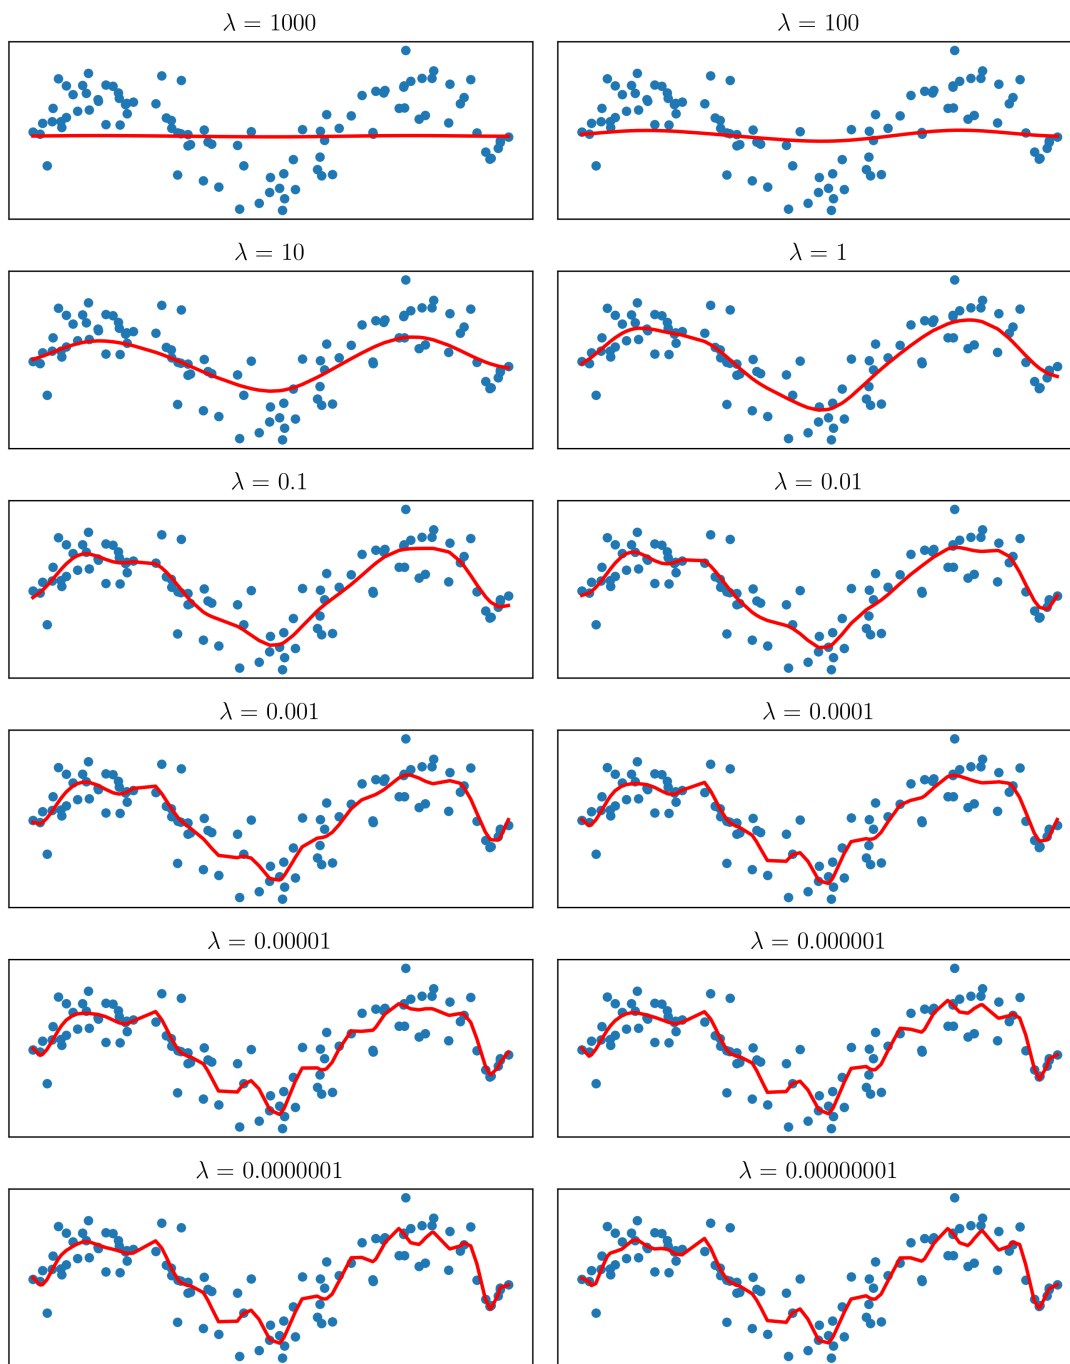 λ = 1000
λ = 100
λ = 10
λ = 1
λ = 0.1
λ = 0.01
λ = 0.001
λ = 0.0001
λ = 0.00001
λ = 0.000001
λ = 0.0000001
λ = 0.00000001